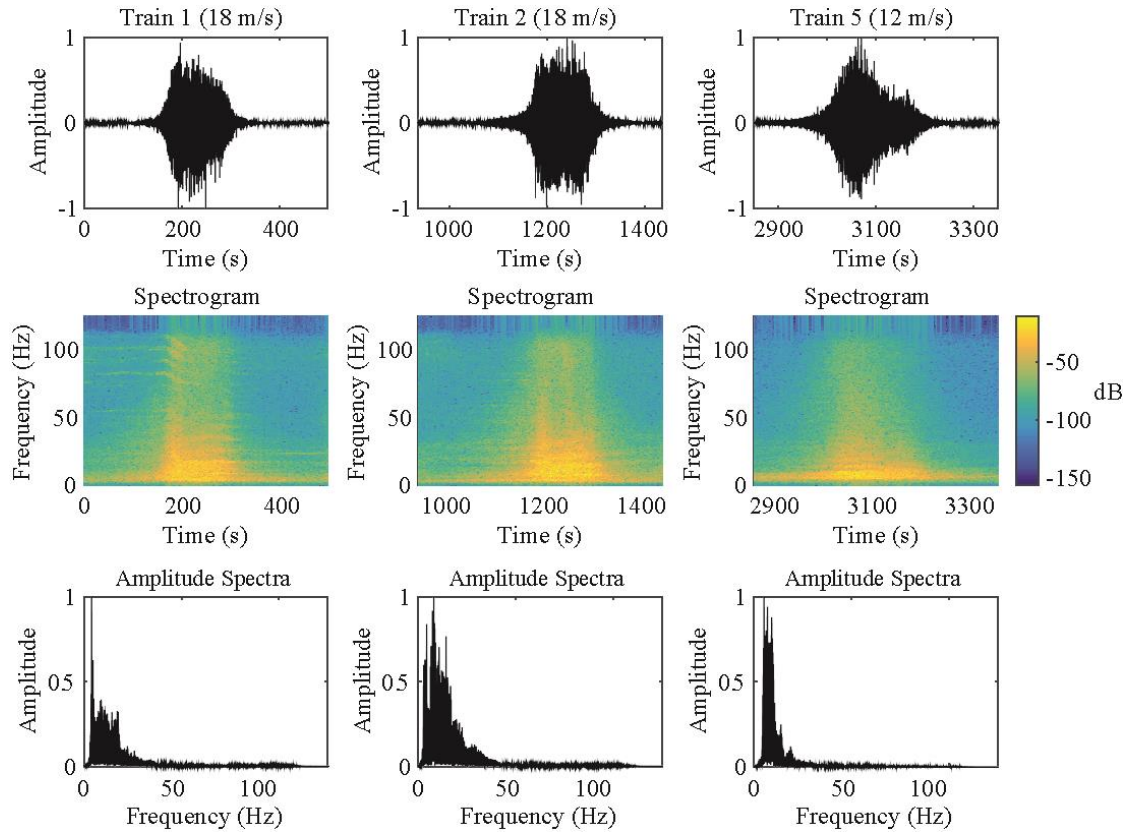 Train 1 (18 m/s) Train 2 (18 m/s) Train 5 (12 m/s)
1 1 1
Amplitude Amplitude Amplitude
0 0 0
-1 -1 -1
0 200 400 1000 1200 1400 2900 3100 3300
Time (s) Time (s) Time (s)
Spectrogram Spectrogram Spectrogram
Frequency (Hz) Frequency (Hz) Frequency (Hz)
100 100 100
50 50 50
0 0 0
-50
-100
-150
dB
0 200 400 1000 1200 1400 2900 3100 3300
Time (s) Time (s) Time (s)
Amplitude Spectra Amplitude Spectra Amplitude Spectra
1 1 1
Amplitude Amplitude Amplitude
0.5 0.5 0.5
0 0 0
0 50 100 0 50 100 0 50 100
Frequency (Hz) Frequency (Hz) Frequency (Hz)